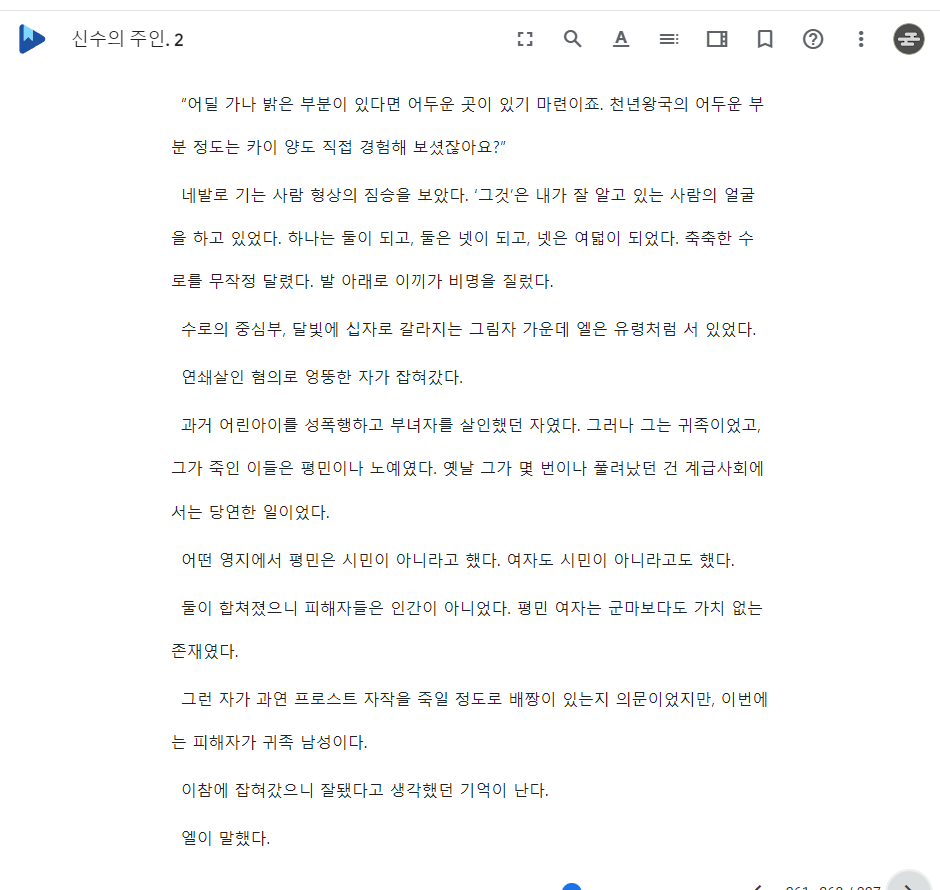 신수의 주인. 2
"어딜 가나 밝은 부분이 있다면 어두운 곳이 있기 마련이죠. 천년왕국의 어두운 부
분 정도는 카이 양도 직접 경험해 보셨잖아요?"
네발로 기는 사람 형상의 짐승을 보았다. '그것'은 내가 잘 알고 있는 사람의 얼굴
을 하고 있었다. 하나는 둘이 되고, 둘은 넷이 되고, 넷은 여덟이 되었다. 축축한 수
로를 무작정 달렸다. 발 아래로 이끼가 비명을 질렀다.
수로의 중심부, 달빛에 십자로 갈라지는 그림자 가운데 엘은 유령처럼 서 있었다.
연쇄살인 혐의로 엉뚱한 자가 잡혀갔다.
과거 어린아이를 성폭행하고 부녀자를 살인했던 자였다. 그러나 그는 귀족이었고,
그가 죽인 이들은 평민이나 노예였다. 옛날 그가 몇 번이나 풀려났던 건 계급사회에
서는 당연한 일이었다.
어떤 영지에서 평민은 시민이 아니라고 했다. 여자도 시민이 아니라고도 했다.
둘이 합쳐졌으니 피해자들은 인간이 아니었다. 평민 여자는 군마보다도 가치 없는
존재였다.
그런 자가 과연 프로스트 자작을 죽일 정도로 배짱이 있는지 의문이었지만, 이번에
는 피해자가 귀족 남성이다.
이참에 잡혀갔으니 잘됐다고 생각했던 기억이 난다.
엘이 말했다.